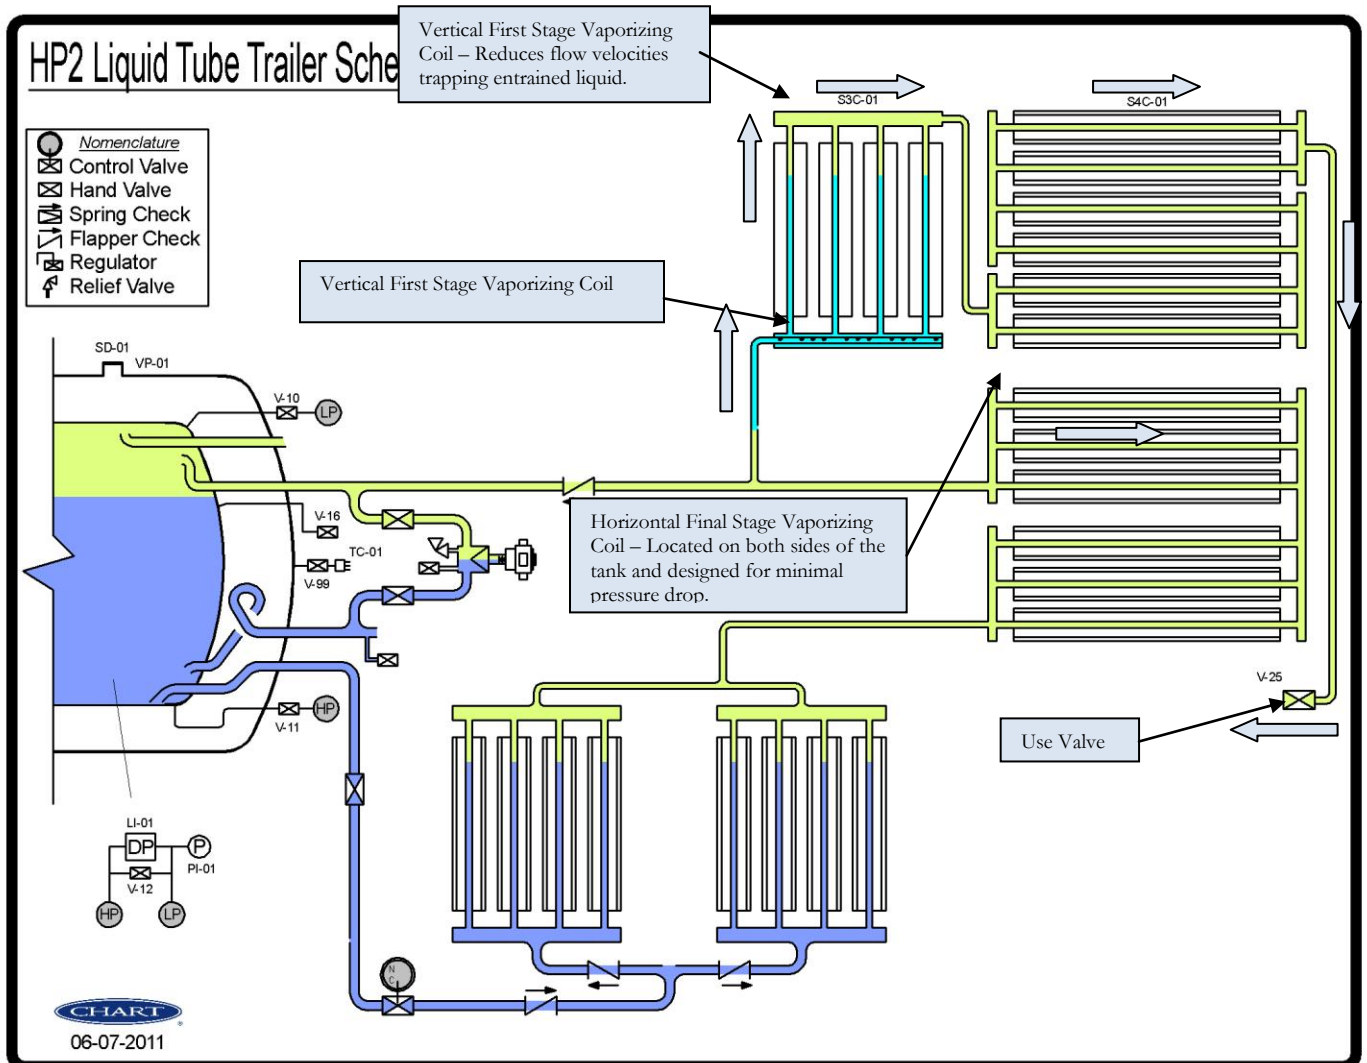 HP2 Liquid Tube Trailer Sche
Vertical First Stage Vaporizing
Coil – Reduces flow velocities
trapping entrained liquid.
S3C-01
S4C-01
Nomenclature
Control Valve
Hand Valve
Spring Check
Flapper Check
Regulator
Relief Valve
Vertical First Stage Vaporizing Coil
SD-01
VP-01
V-10
LP
V-16
TC-01
V-99
Horizontal Final Stage Vaporizing
Coil – Located on both sides of the
tank and designed for minimal
pressure drop.
V-11
HP
V-25
Use Valve
LI-01
DP
P
PI-01
V-12
HP
LP
N
C
CHART
06-07-2011